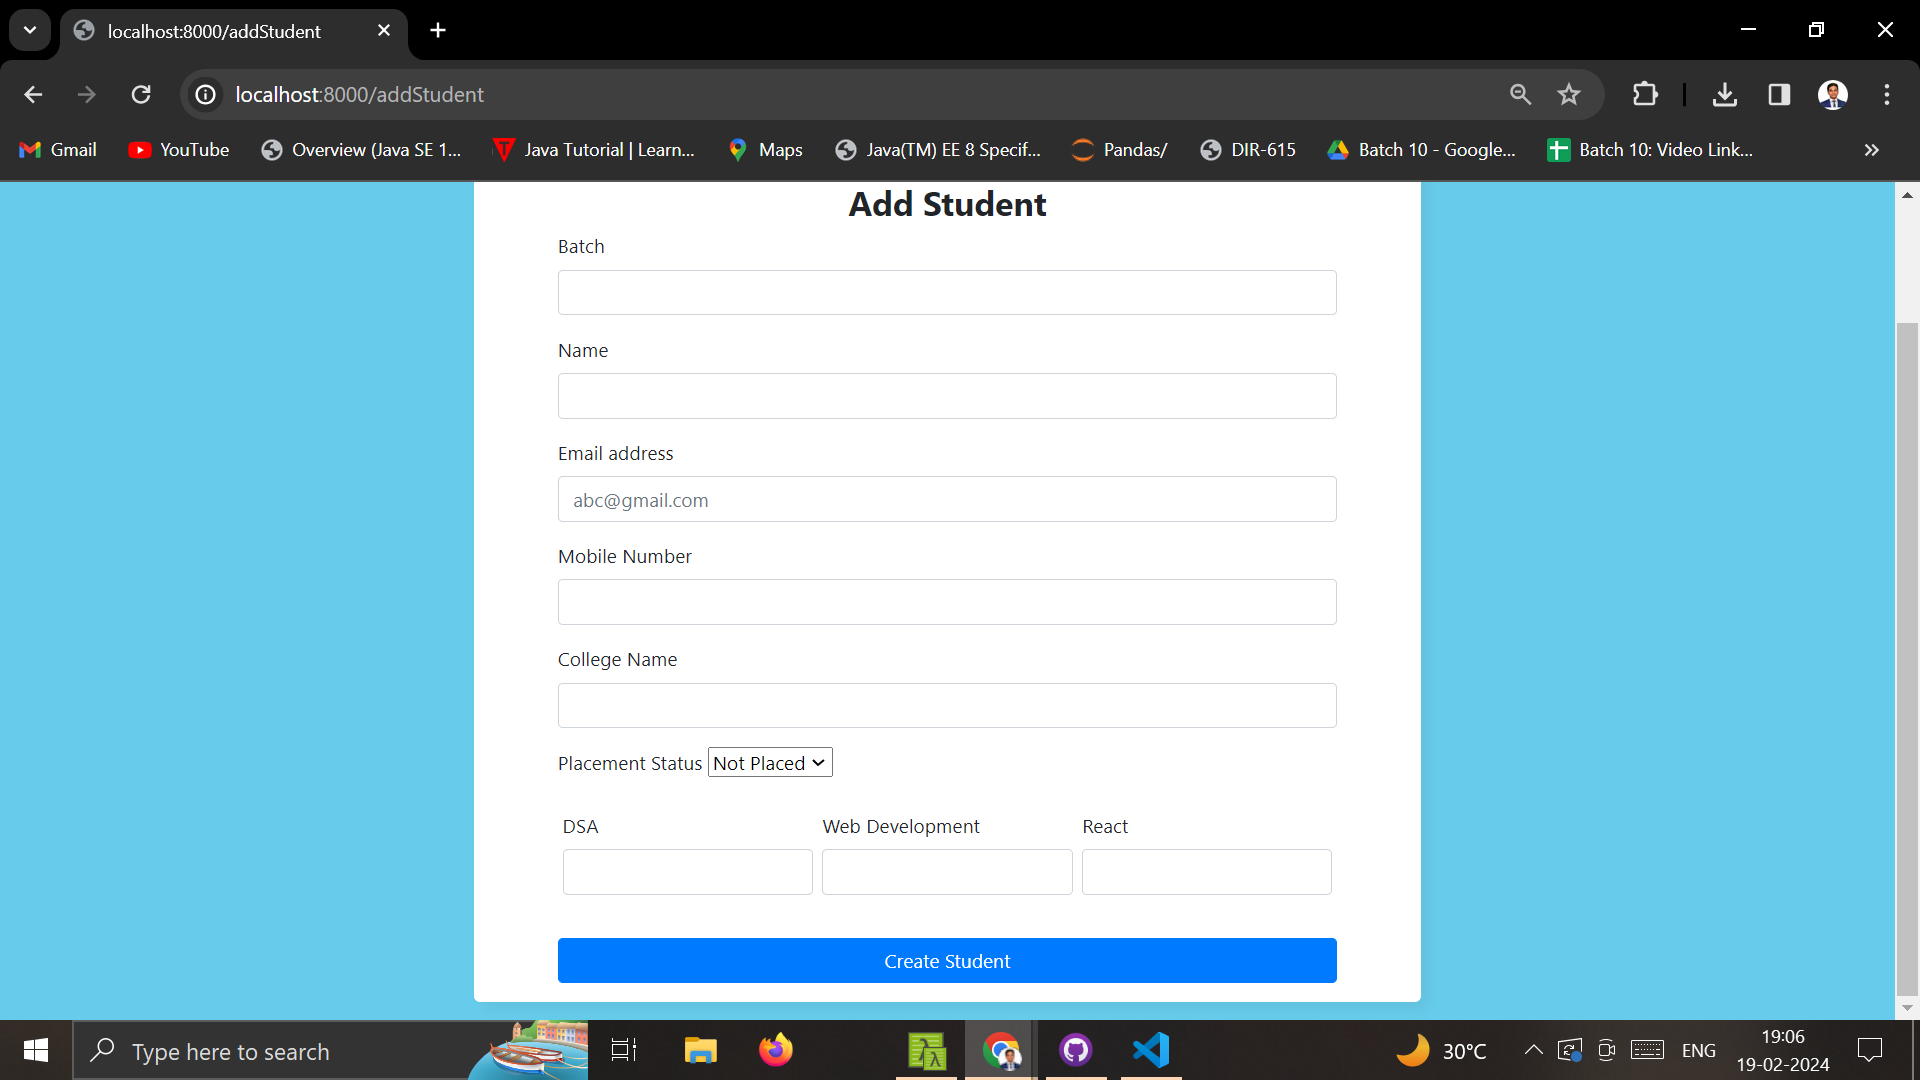 localhost:8000/addStudent
localhost:8000/addStudent
Gmail YouTube Overview (Java SE 1... Java Tutorial | Learn... Maps Java(TM) EE 8 Specif... Pandas/ DIR-615 Batch 10 - Google... Batch 10: Video Link...
Add Student
Batch
Name
Email address
abc@gmail.com
Mobile Number
College Name
Placement Status Not Placed
DSA Web Development React
Create Student
Type here to search 30°C ENG 19:06
19-02-2024